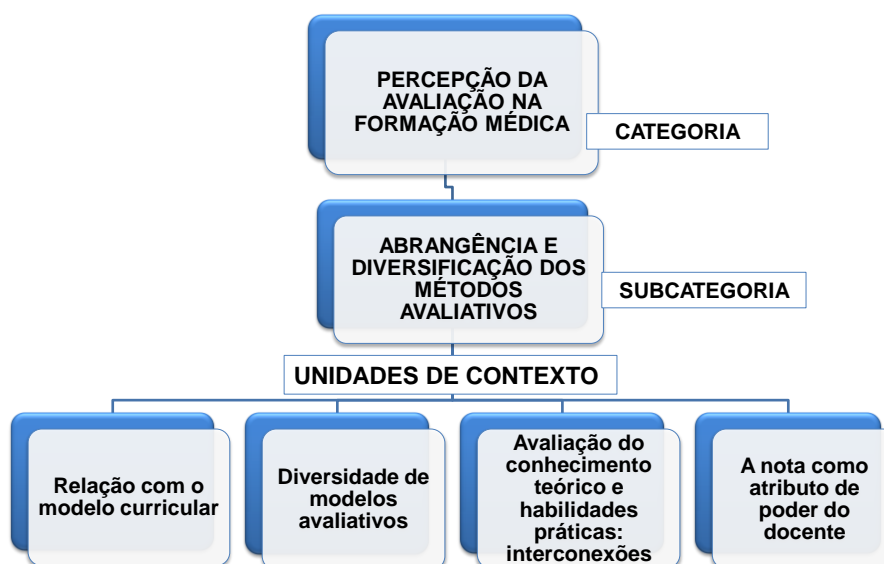 PERCEPÇÃO DA
AVALIAÇÃO NA
FORMAÇÃO MÉDICA
CATEGORIA
ABRANGÊNCIA E
DIVERSIFICAÇÃO DOS
MÉTODOS
AVALIATIVOS
SUBCATEGORIA
UNIDADES DE CONTEXTO
Relação com o
modelo curricular
Diversidade de
modelos
avaliativos
Avaliação do
conhecimento
teórico e
habilidades
práticas:
interconexões
A nota como
atributo de
poder do
docente